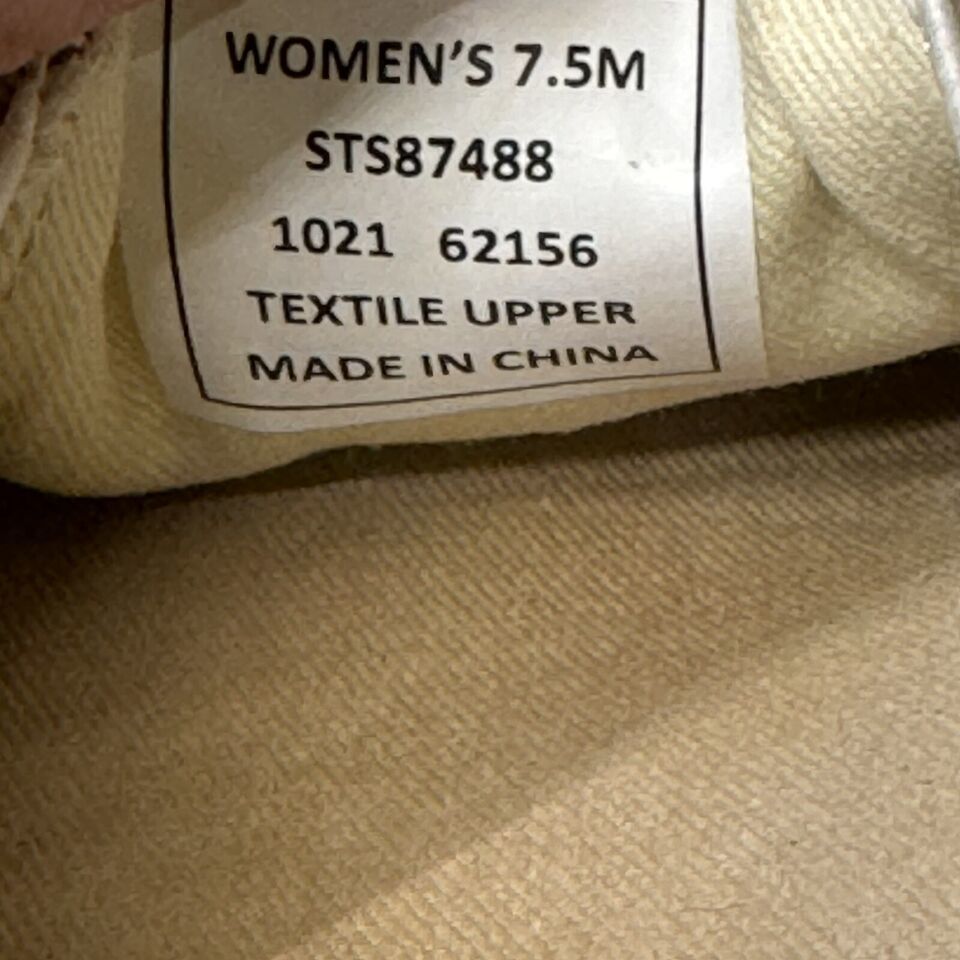 WOMEN'S 7.5M
STS87488
1021 62156
TEXTILE UPPER
MADE IN CHINA